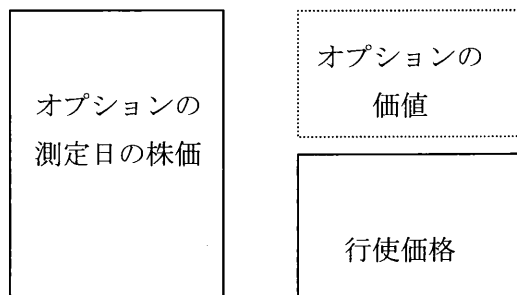 オプションの
測定日の株価
オプションの
価値
行使価格